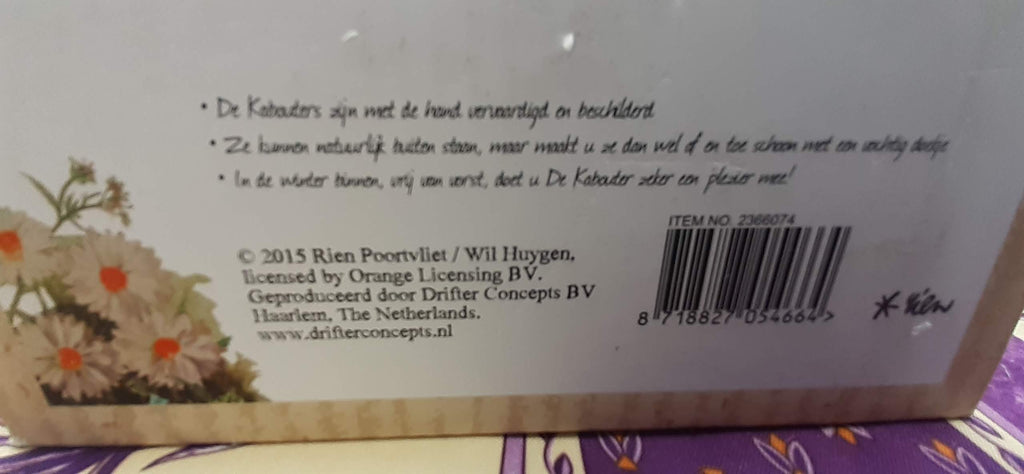 • De Kabouters zijn met de hand vervaardigd en beschilderd
• Ze kunnen natuurlijk buiten staan, maar maakt u ze dan wel af en toe schoon met een vochtig doekje
• In de winter binnen, vrij van vorst, doet u De Kabouter zeker een plezier mee!
ITEM NO. 2366074
© 2015 Rien Poortvliet / Wil Huygen,
licensed by Orange Licensing BV.
Geproduceerd door Drifter Concepts BV
Haarlem, The Netherlands.
www.drifterconcepts.nl
8 718827 054664 >
* Rien